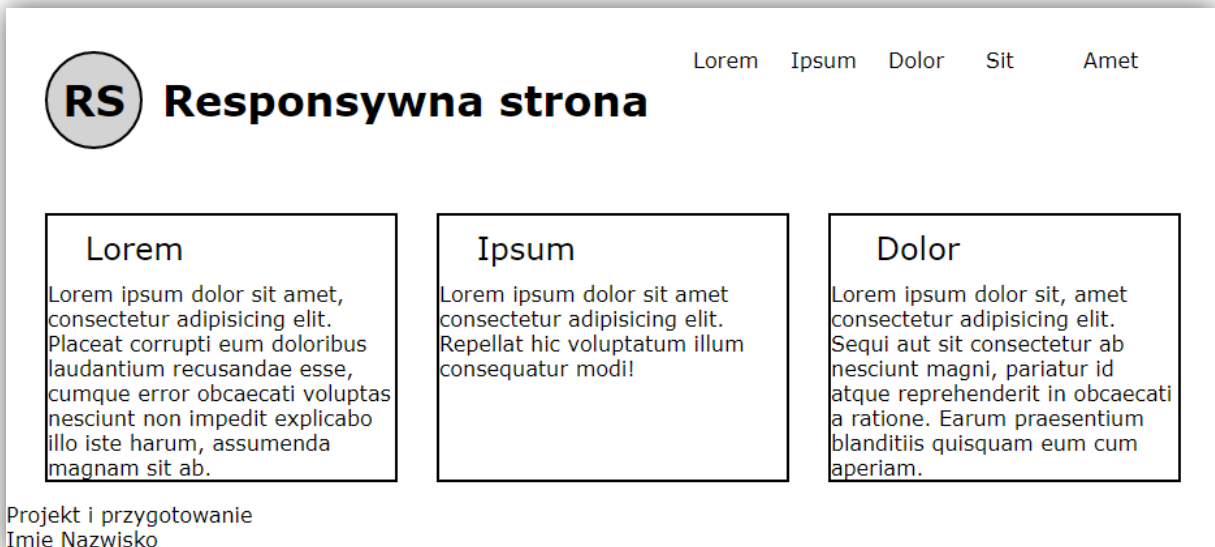 Lorem Ipsum Dolor Sit Amet
RS Responsywna strona
Lorem
Lorem ipsum dolor sit amet,
consectetur adipisicing elit.
Placeat corrupti eum doloribus
laudantium recusandae esse,
cumque error obcaecati voluptas
nesciunt non impedit explicabo
illo iste harum, assumenda
magnam sit ab.
Ipsum
Lorem ipsum dolor sit amet
consectetur adipisicing elit.
Repellat hic voluptatum illum
consequatur modi!
Dolor
Lorem ipsum dolor sit, amet
consectetur adipisicing elit.
Sequi aut sit consectetur ab
nesciunt magni, pariatur id
atque reprehenderit in obcaecati
a ratione. Earum praesentium
blanditiis quisquam eum cum
aperiam.
Projekt i przygotowanie
Imie Nazwisko